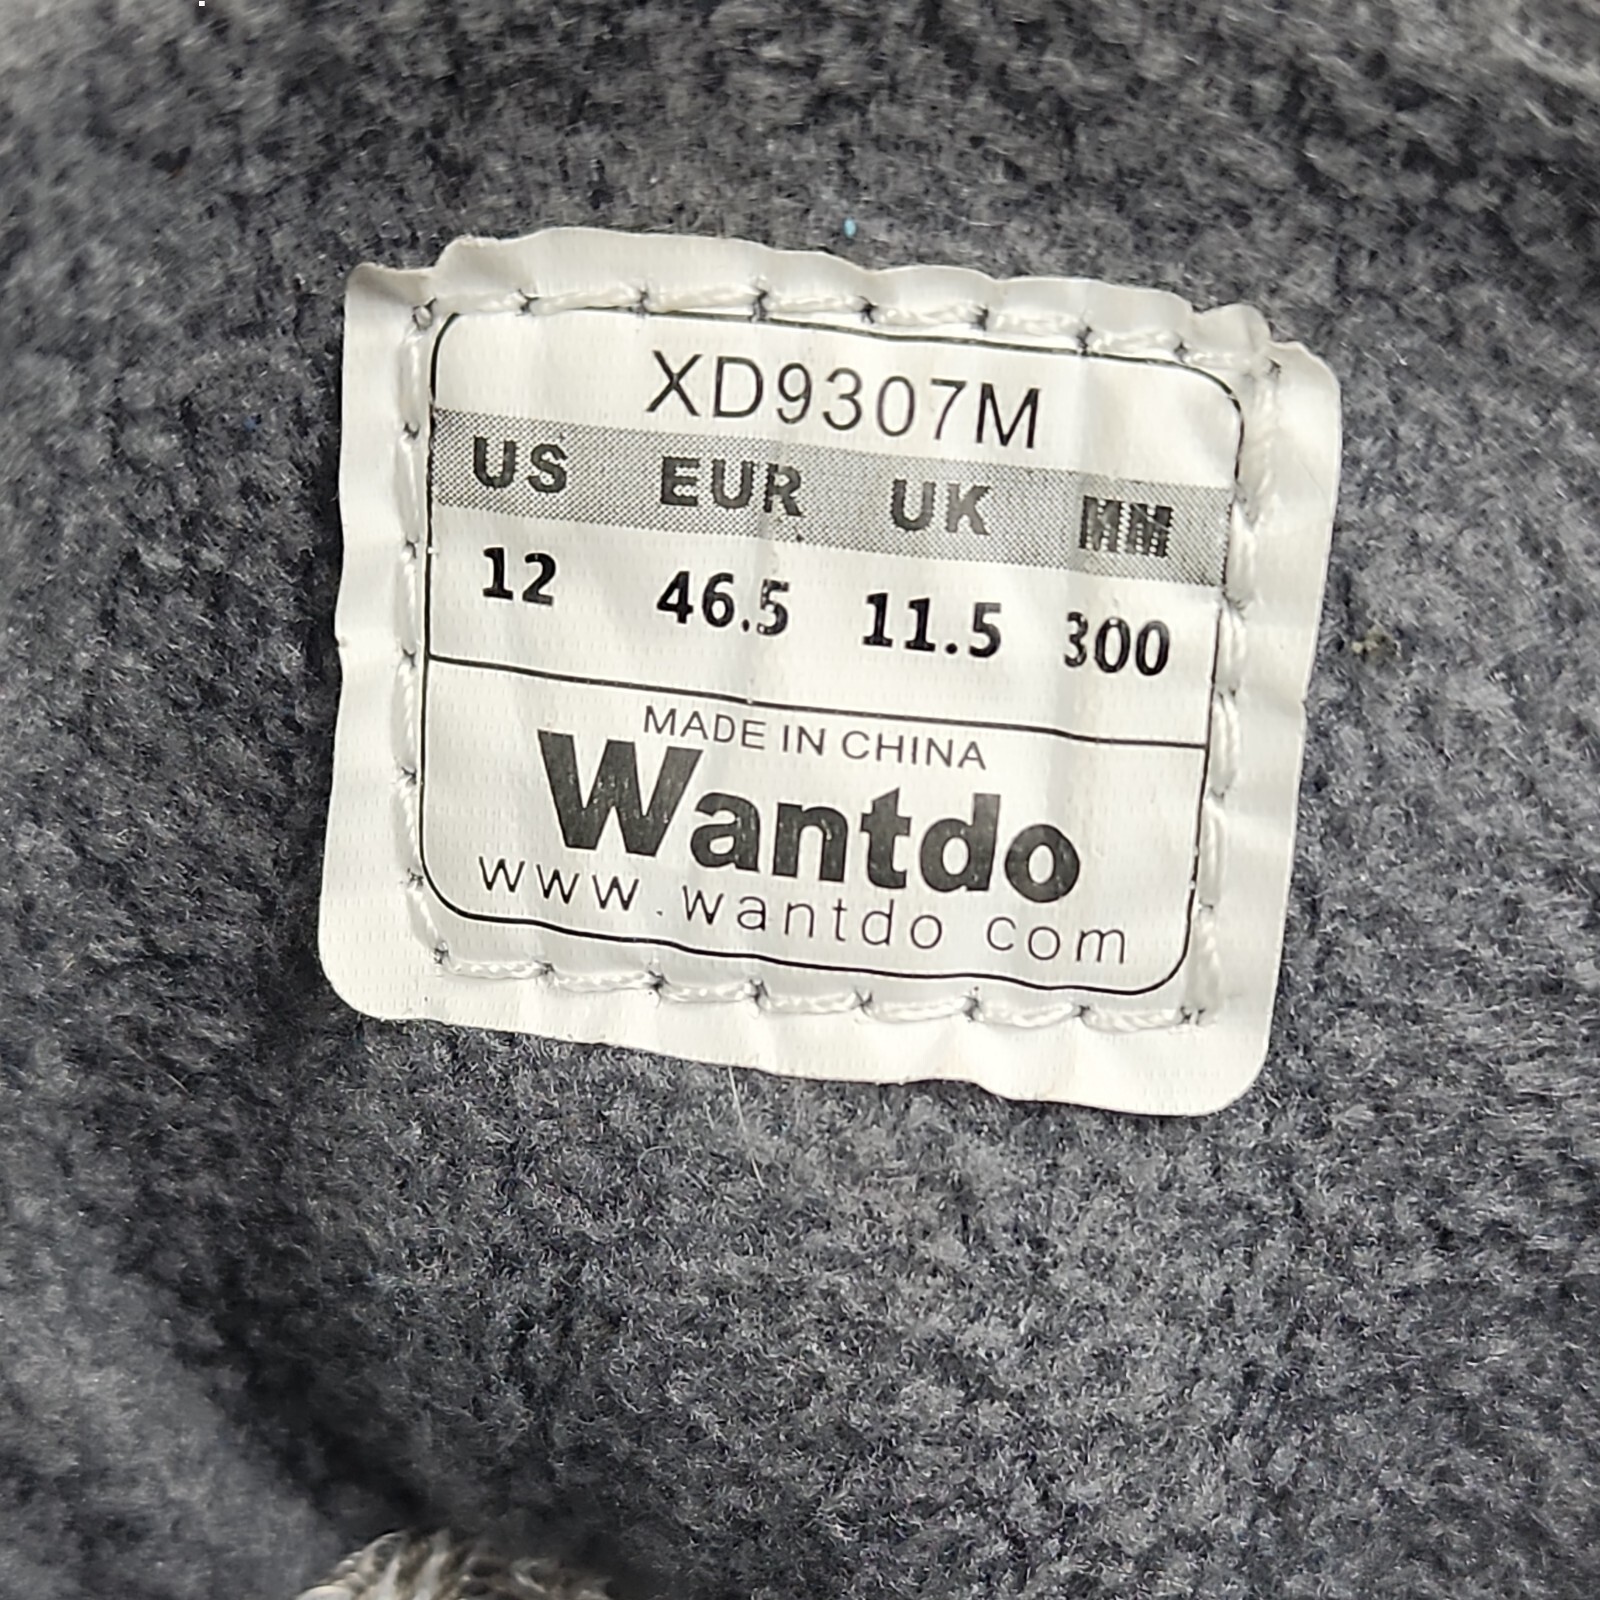 XD9307M
US EUR UK MM
12 46.5 11.5 300
MADE IN CHINA
Wantdo
www.wantdo com